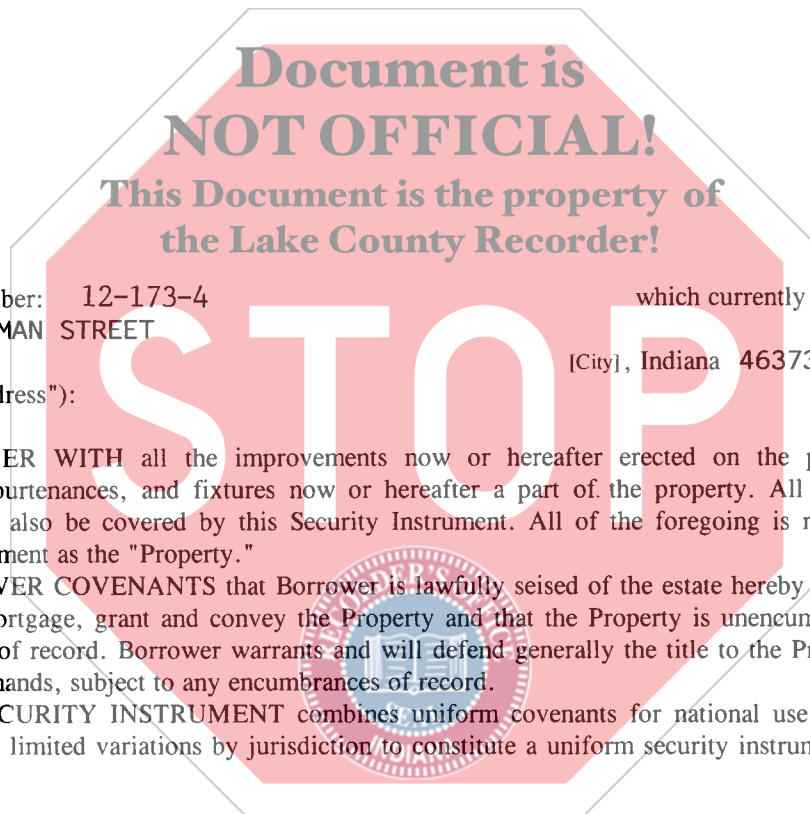 Document is
NOT OFFICIAL!
This Document is the property of
the Lake County Recorder!
ber: 12-173-4 which currently
MAN STREET
[City], Indiana 46373
dress"):
STOP
ER WITH all the improvements now or hereafter erected on the p
purtenances, and fixtures now or hereafter a part of. the property. All
also be covered by this Security Instrument. All of the foregoing is r
ment as the "Property."
VER COVENANTS that Borrower is lawfully seised of the estate hereby
ortgage, grant and convey the Property and that the Property is unencum
of record. Borrower warrants and will defend generally the title to the Pr
nands, subject to any encumbrances of record.
CURITY INSTRUMENT combines uniform covenants for national use
limited variations by jurisdiction to constitute a uniform security instrun
SEAL
INDIANA